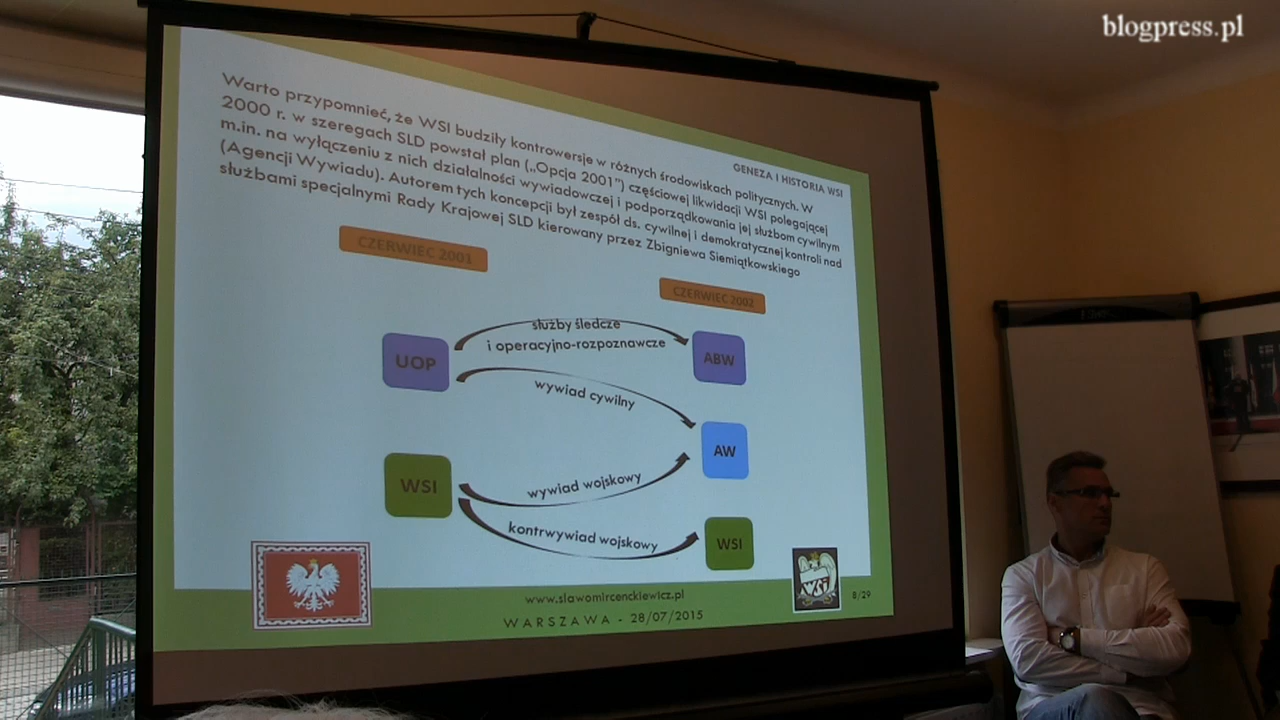 blogpress.pl
GENEZA I HISTORIA WSI
Warto przypomnieć, że WSI budziły kontrowersje w różnych środowiskach politycznych. W
2000 r. w szeregach SLD powstał plan („Opcja 2001”) częściowej likwidacji WSI polegającej
m.in. na wyłączeniu z nich działalności wywiadowczej i podporządkowania jej służbom cywilnym
(Agencji Wywiadu). Autorem tych koncepcji był zespół ds. cywilnej i demokratycznej kontroli nad
służbami specjalnymi Rady Krajowej SLD kierowany przez Zbigniewa Siemiątkowskiego
CZERWIEC 2001
CZERWIEC 2002
służby śledcze
i operacyjno-rozpoznawcze
UOP
ABW
wywiad cywilny
AW
WSI
wywiad wojskowy
kontrwywiad wojskowy
WSI
WSI
www.slawomircenckiewicz.pl
8/29
WARSZAWA - 28/07/2015